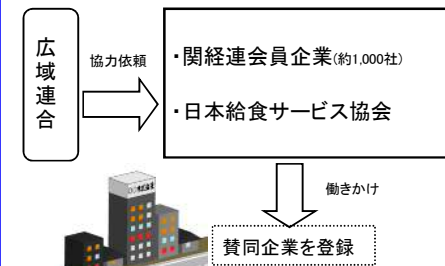 広域連合
協力依頼
・関経連会員企業(約1,000社)
・日本給食サービス協会
働きかけ
賛同企業を登録